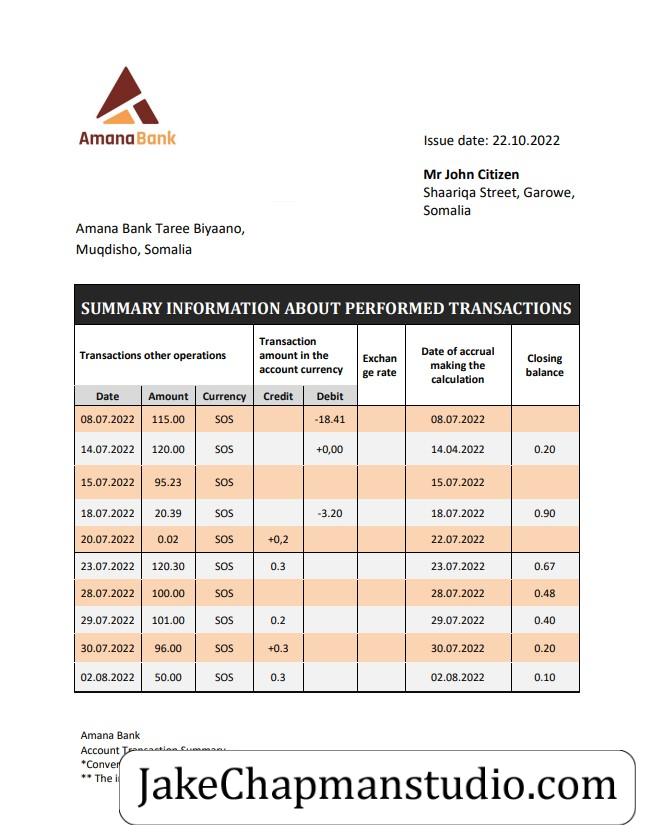 AmanaBank
Issue date: 22.10.2022
Mr John Citizen
Shaariqa Street, Garowe,
Somalia
Amana Bank Taree Biyaano,
Muqdisho, Somalia
SUMMARY INFORMATION ABOUT PERFORMED TRANSACTIONS
Transactions other operations
Transaction
amount in the
account currency
Exchan
ge rate
Date of accrual
making the
calculation
Closing
balance
Date Amount Currency Credit Debit
08.07.2022 115.00 SOS -18.41 08.07.2022
14.07.2022 120.00 SOS +0,00 14.04.2022 0.20
15.07.2022 95.23 SOS 15.07.2022
18.07.2022 20.39 SOS -3.20 18.07.2022 0.90
20.07.2022 0.02 SOS +0,2 22.07.2022
23.07.2022 120.30 SOS 0.3 23.07.2022 0.67
28.07.2022 100.00 SOS 28.07.2022 0.48
29.07.2022 101.00 SOS 0.2 29.07.2022 0.40
30.07.2022 96.00 SOS +0.3 30.07.2022 0.20
02.08.2022 50.00 SOS 0.3 02.08.2022 0.10
Amana Bank
Account Transaction Summary
** The
JakeChapmanstudio.com